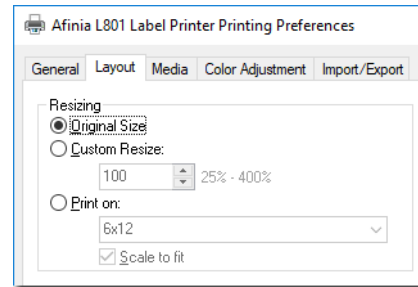 Afinia L801 Label Printer Printing Preferences
General Layout Media Color Adjustment Import/Export
Resizing
Original Size
Custom Resize:
100 25% - 400%
Print on:
6x12
Scale to fit